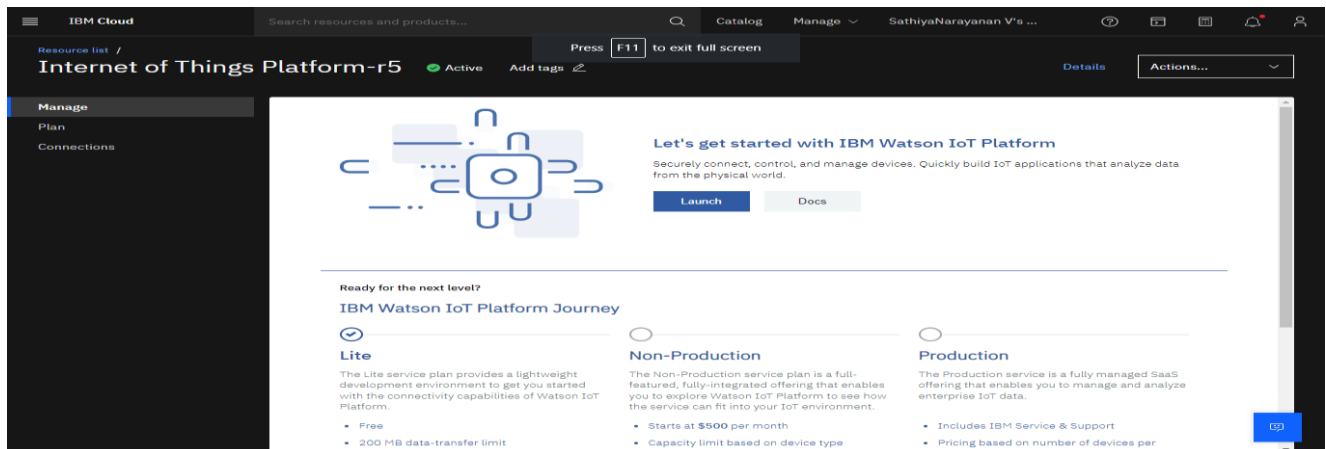 IBM Cloud
Search resources and products...
Catalog
Manage
SathiyaNarayanan V's ...
Press F11 to exit full screen
Resource list /
Internet of Things Platform-r5
Active
Add tags
Details
Actions...
Manage
Plan
Connections
Let's get started with IBM Watson IoT Platform
Securely connect, control, and manage devices. Quickly build IoT applications that analyze data
from the physical world.
Launch
Docs
Ready for the next level?
IBM Watson IoT Platform Journey
Lite
The Lite service plan provides a lightweight
development environment to get you started
with the connectivity capabilities of Watson IoT
Platform.
• Free
• 200 MB data-transfer limit
Non-Production
The Non-Production service plan is a full-
featured, fully-integrated offering that enables
you to explore Watson IoT Platform to see how
the service can fit into your IoT environment.
• Starts at $500 per month
• Capacity limit based on device type
Production
The Production service is a fully managed SaaS
offering that enables you to manage and analyze
enterprise IoT data.
• Includes IBM Service & Support
• Pricing based on number of devices per